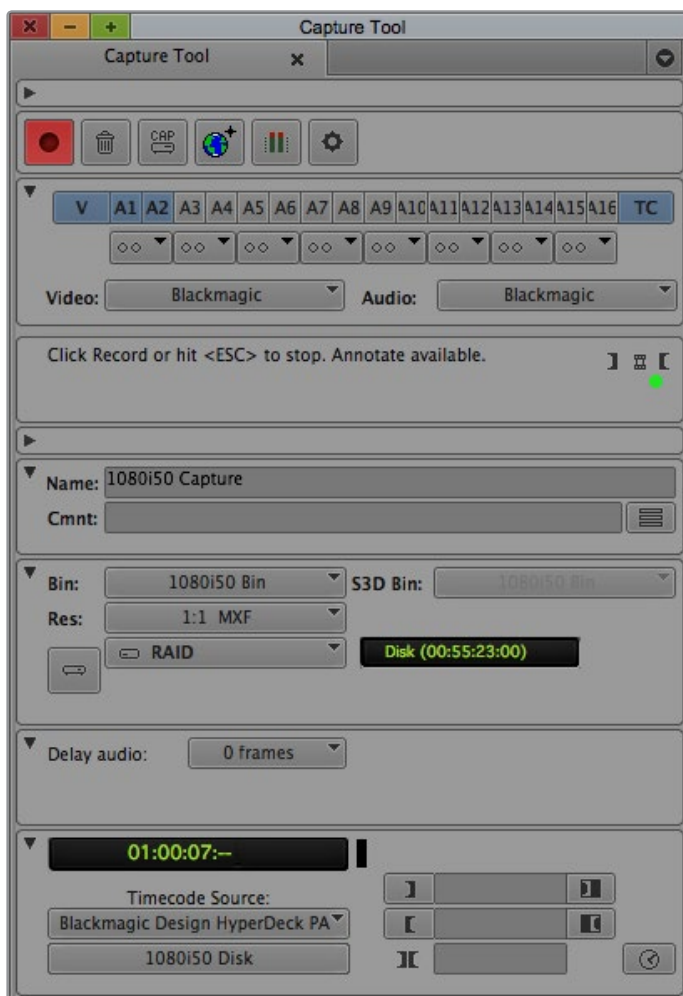 Capture Tool
Capture Tool
CAP
V A1 A2 A3 A4 A5 A6 A7 A8 A9 A10 A11 A12 A13 A14 A15 A16 TC
Video: Blackmagic Audio: Blackmagic
Click Record or hit <ESC> to stop. Annotate available.
Name: 1080i50 Capture
Cmnt:
Bin: 1080i50 Bin S3D Bin: 1080i50 Bin
Res: 1:1 MXF
RAID Disk (00:55:23:00)
Delay audio: 0 frames
01:00:07:--
Timecode Source:
Blackmagic Design HyperDeck PA
1080i50 Disk